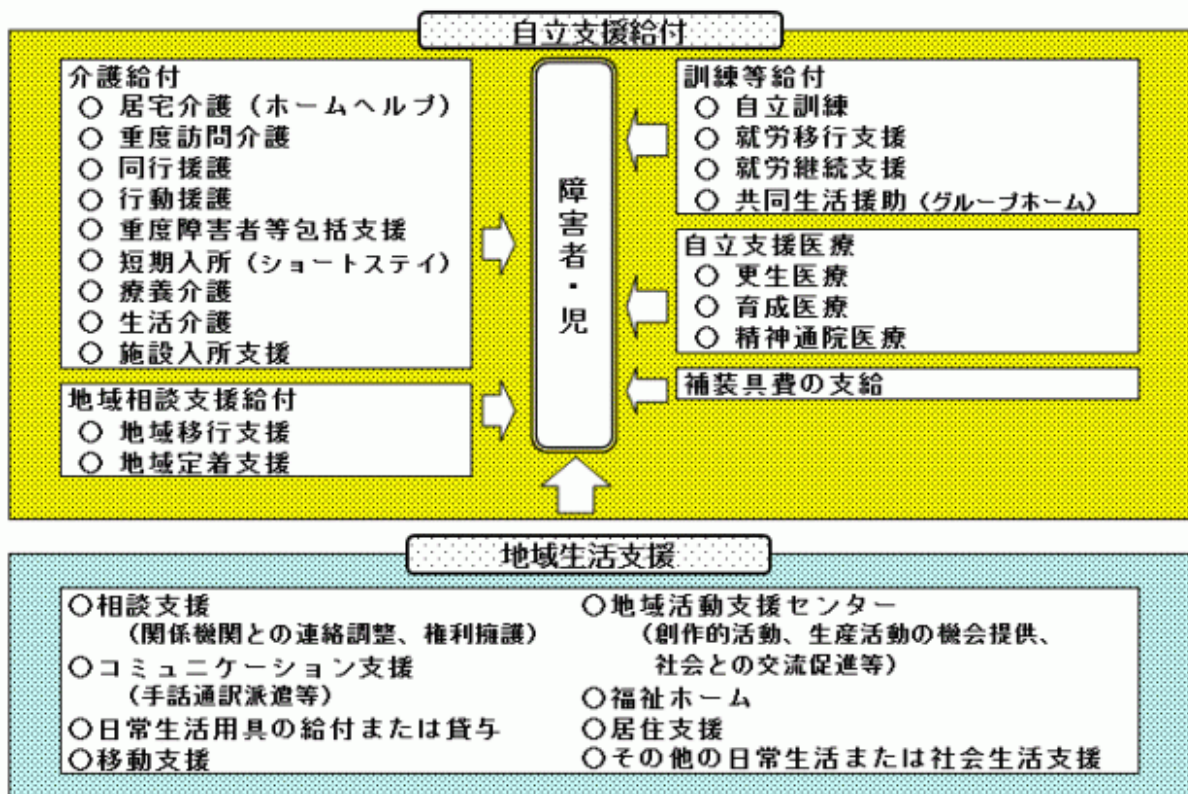 自立支援給付
介護給付
○ 居宅介護（ホームヘルプ）
○ 重度訪問介護
○ 同行援護
○ 行動援護
○ 重度障害者等包括支援
○ 短期入所（ショートステイ）
○ 療養介護
○ 生活介護
○ 施設入所支援
地域相談支援給付
○ 地域移行支援
○ 地域定着支援
障害者・児
訓練等給付
○ 自立訓練
○ 就労移行支援
○ 就労継続支援
○ 共同生活援助（グループホーム）
自立支援医療
○ 更生医療
○ 育成医療
○ 精神通院医療
補装具費の支給
地域生活支援
○相談支援
（関係機関との連絡調整、権利擁護）
○コミュニケーション支援
（手話通訳派遣等）
○日常生活用具の給付または貸与
○移動支援
○地域活動支援センター
（創作的活動、生産活動の機会提供、
社会との交流促進等）
○福祉ホーム
○居住支援
○その他の日常生活または社会生活支援